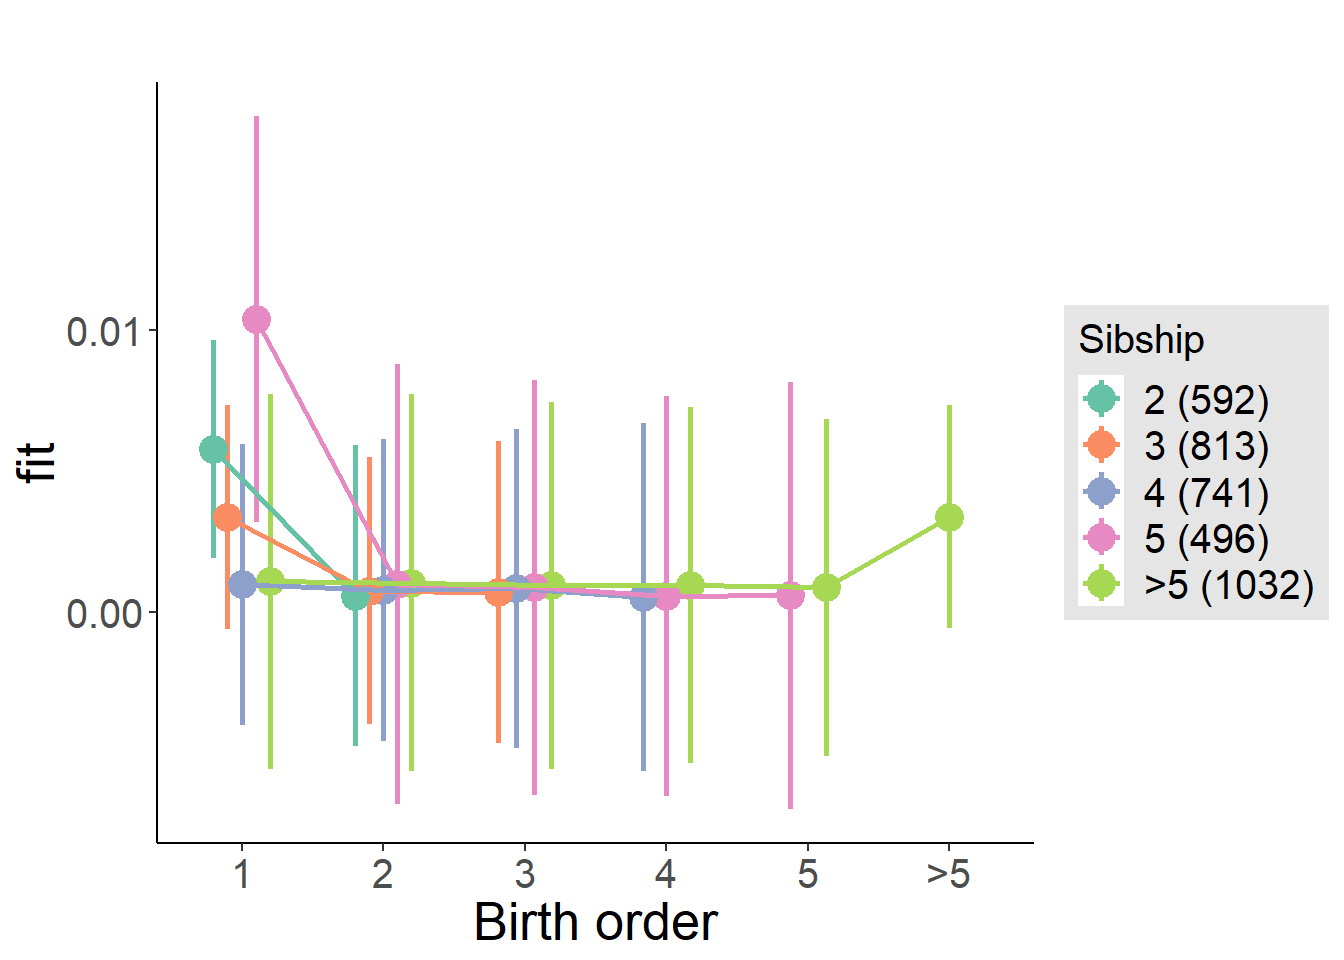 fit
0.01
0.00
1 2 3 4 5 >5
Birth order
Sibship
2 (592)
3 (813)
4 (741)
5 (496)
>5 (1032)